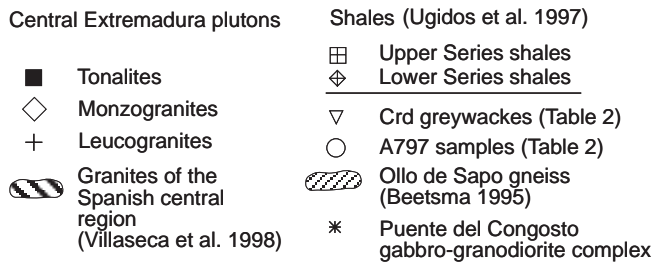 Central Extremadura plutons
Tonalites
Monzogranites
Leucogranites
Granites of the
Spanish central
region
(Villaseca et al. 1998)
Shales (Ugidos et al. 1997)
Upper Series shales
Lower Series shales
Crd greywackes (Table 2)
A797 samples (Table 2)
Ollo de Sapo gneiss
(Beetsma 1995)
Puente del Congosto
gabbro-granodiorite complex